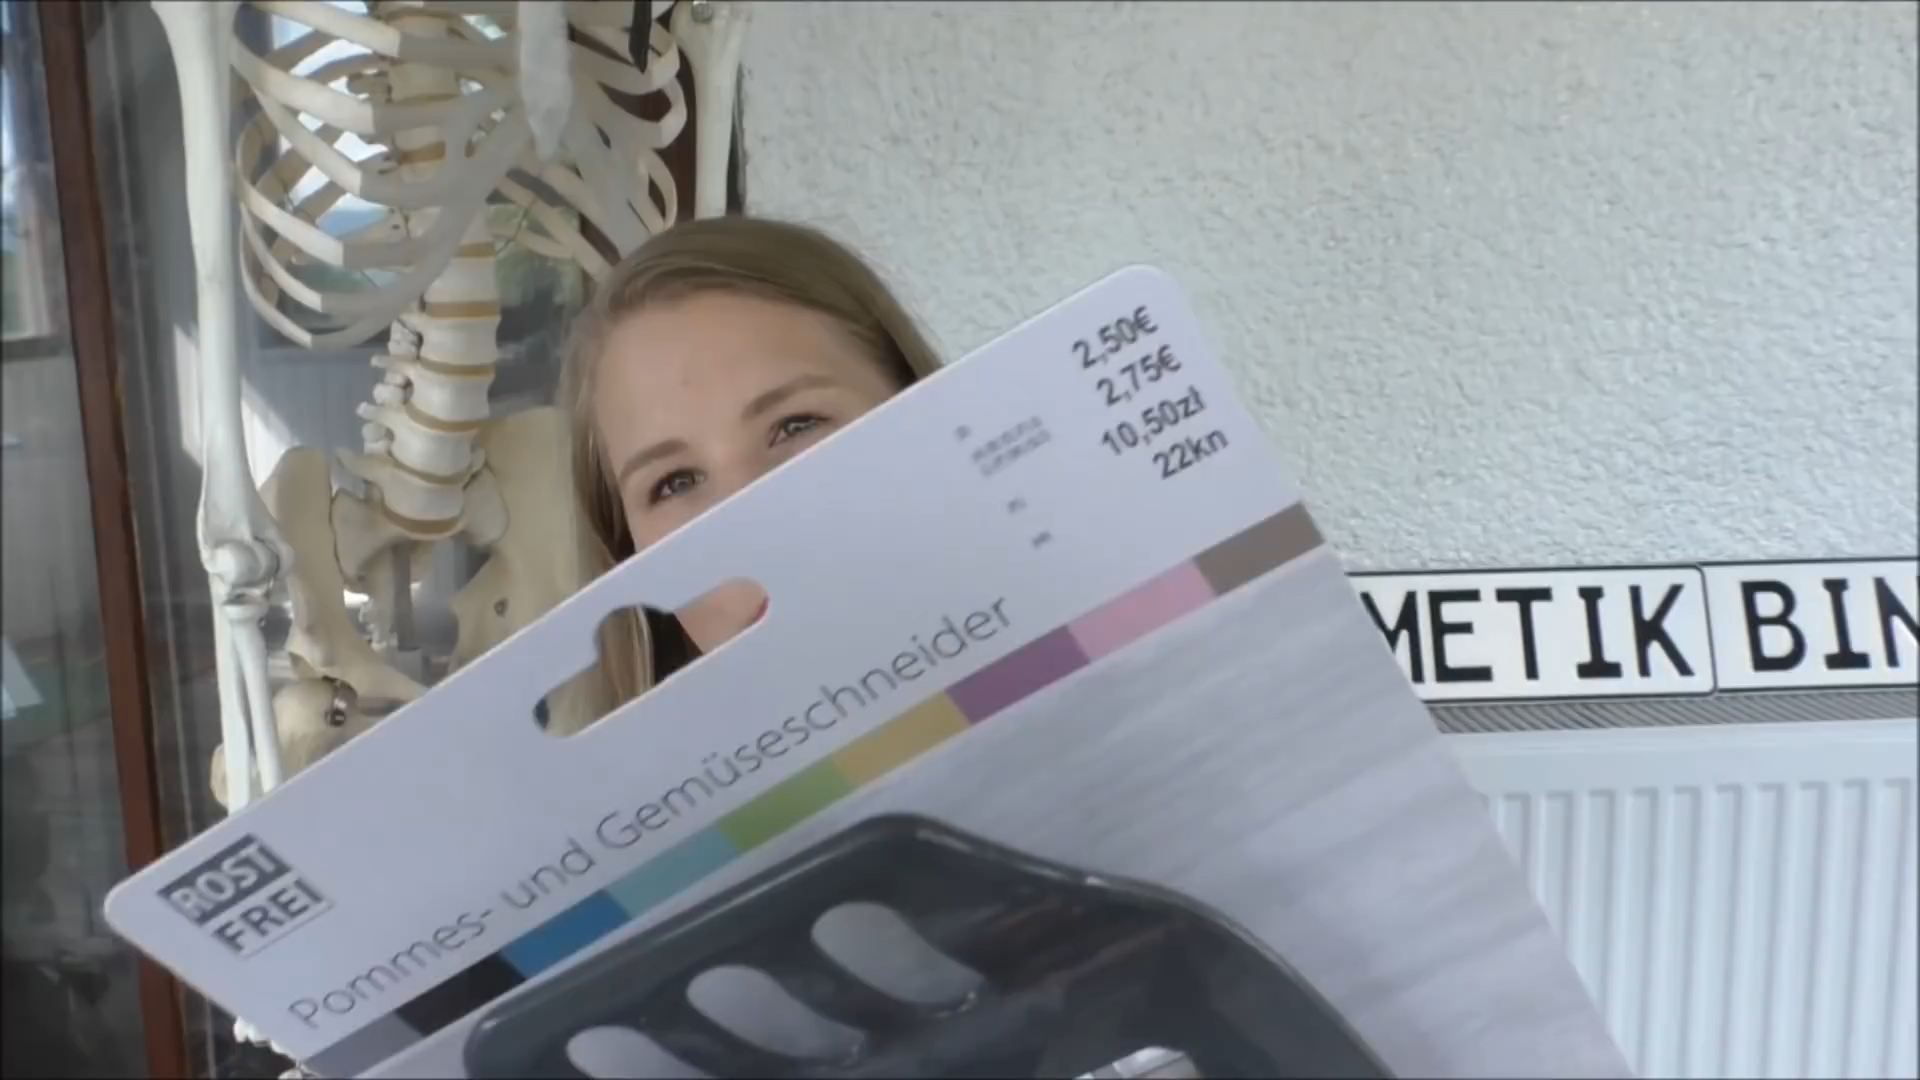 2,50€
2,75€
10,50zł
22kn
Pommes- und Gemüseschneider
ROST
FREI
METIK BIN